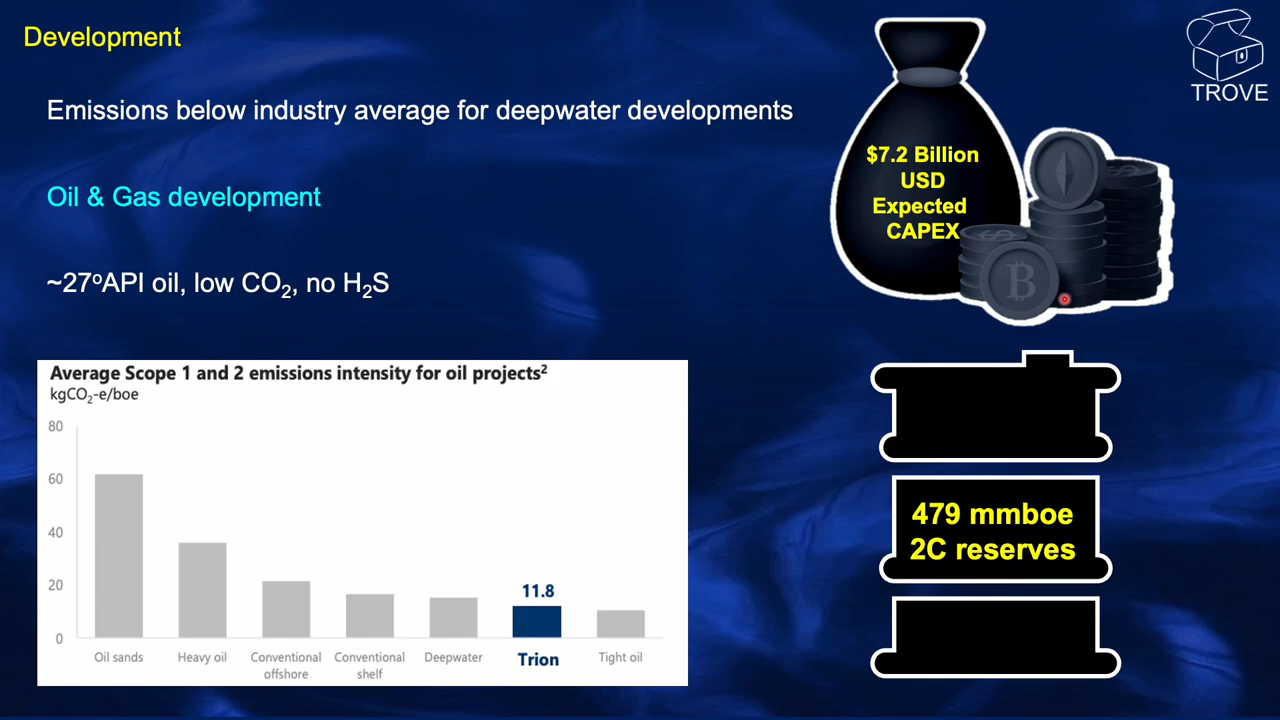 Development
TROVE
Emissions below industry average for deepwater developments
$7.2 Billion
USD
Expected
CAPEX
Oil & Gas development
~27ºAPI oil, low CO₂, no H₂S
Average Scope 1 and 2 emissions intensity for oil projects²
kgCO₂-e/boe
80
60
40
20
0
11.8
Oil sands
Heavy oil
Conventional
offshore
Conventional
shelf
Deepwater
Trion
Tight oil
479 mmboe
2C reserves